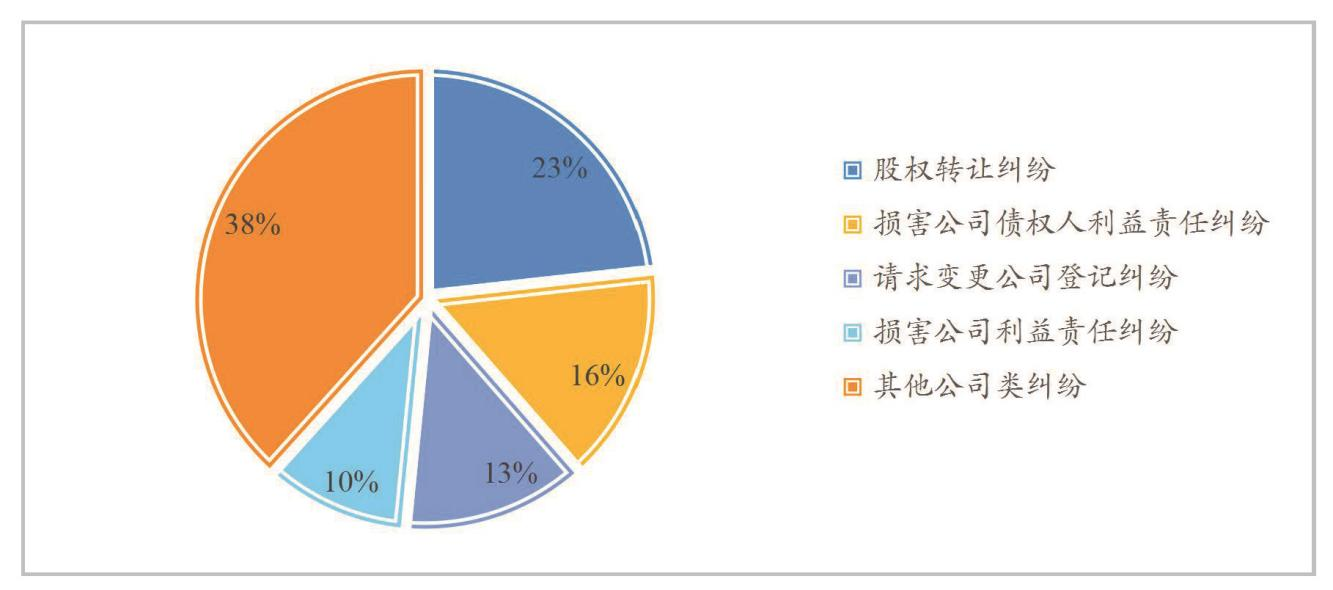 23%
38%
16%
13%
10%
股权转让纠纷
损害公司债权人利益责任纠纷
请求变更公司登记纠纷
损害公司利益责任纠纷
其他公司类纠纷